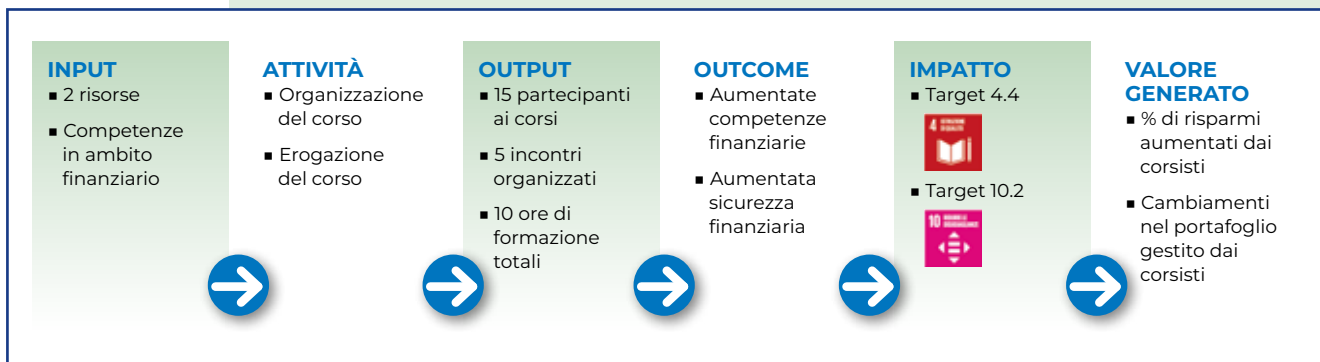 INPUT
▪ 2 risorse
▪ Competenze
in ambito
finanziario
ATTIVITÀ
▪ Organizzazione
del corso
▪ Erogazione
del corso
OUTPUT
▪ 15 partecipanti
ai corsi
▪ 5 incontri
organizzati
▪ 10 ore di
formazione
totali
OUTCOME
▪ Aumentate
competenze
finanziarie
▪ Aumentata
sicurezza
finanziaria
IMPATTO
▪ Target 4.4
4
▪ Target 10.2
10
VALORE
GENERATO
▪ % di risparmi
aumentati dai
corsisti
▪ Cambiamenti
nel portafoglio
gestito dai
corsisti